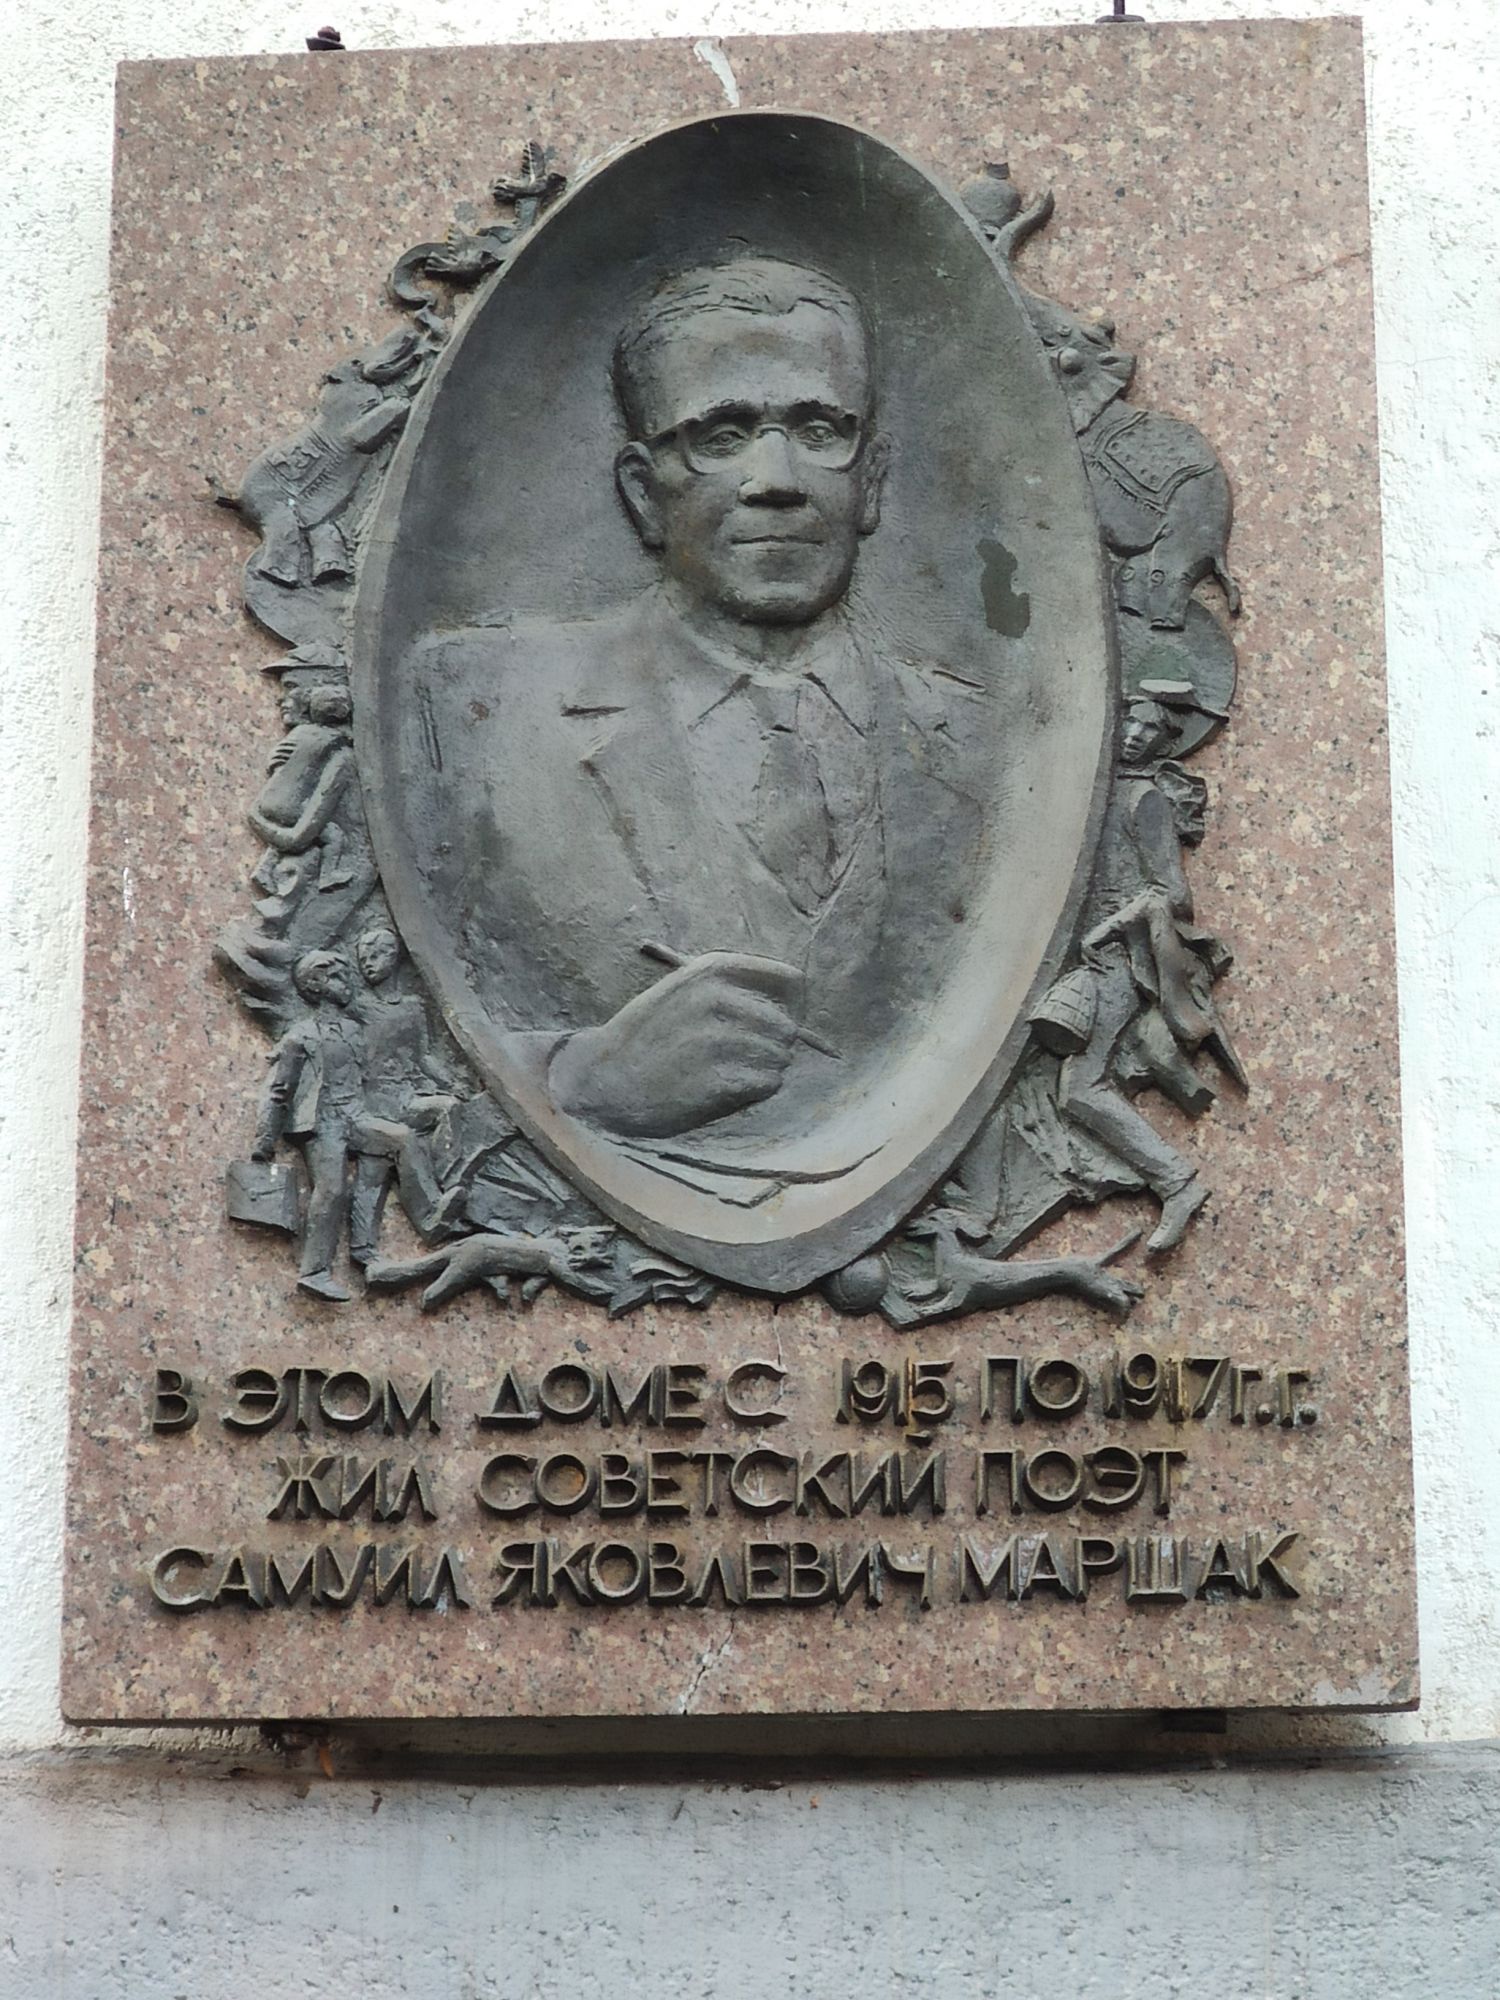 В ЭТОМ ДОМЕ С 1915 ПО 1917 Г.Г.
ЖИЛ СОВЕТСКИЙ ПОЭТ
САМУИЛ ЯКОВЛЕВИЧ МАРШАК